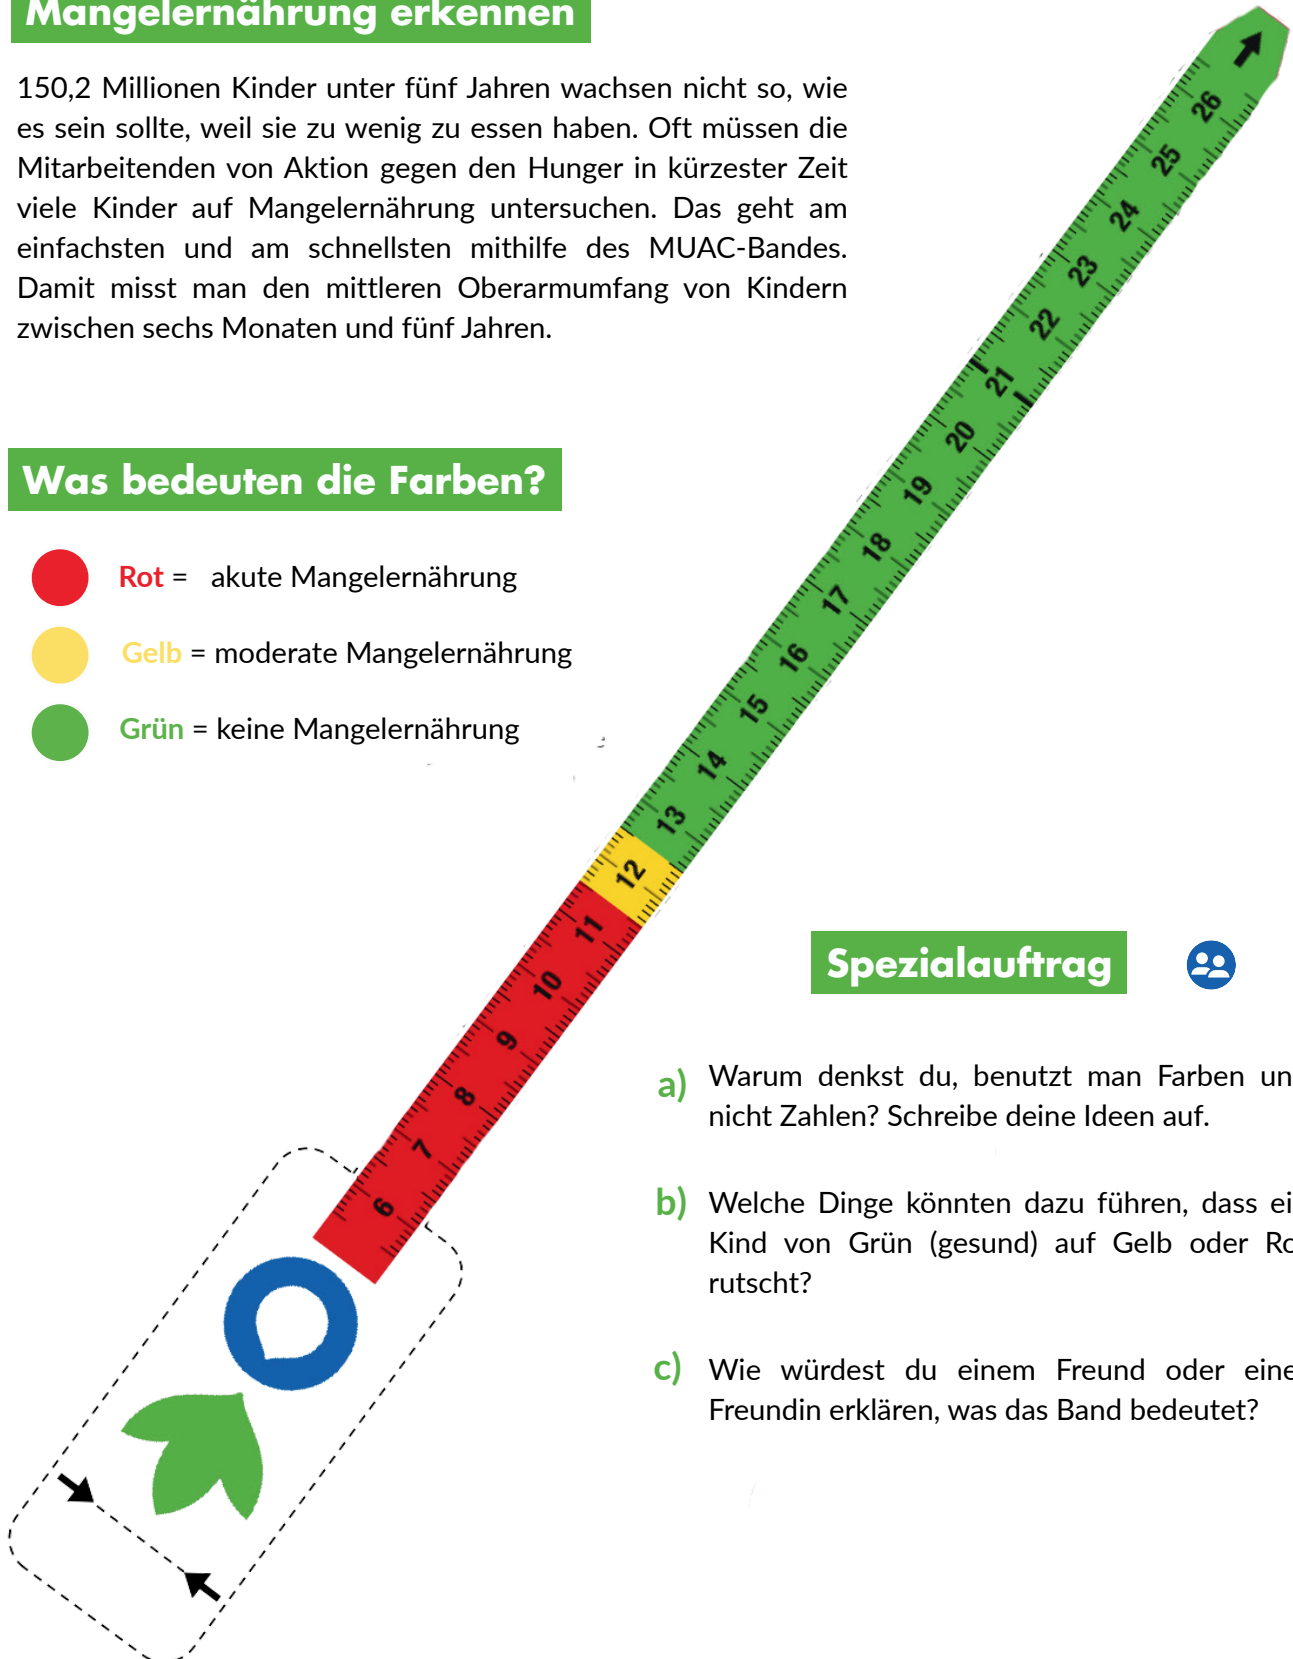 Mangelernährung erkennen
150,2 Millionen Kinder unter fünf Jahren wachsen nicht so, wie
es sein sollte, weil sie zu wenig zu essen haben. Oft müssen die
Mitarbeitenden von Aktion gegen den Hunger in kürzester Zeit
viele Kinder auf Mangelernährung untersuchen. Das geht am
einfachsten und am schnellsten mithilfe des MUAC-Bandes.
Damit misst man den mittleren Oberarmumfang von Kindern
zwischen sechs Monaten und fünf Jahren.
Was bedeuten die Farben?
Rot = akute Mangelernährung
Gelb = moderate Mangelernährung
Grün = keine Mangelernährung
26
25
24
23
22
21
20
19
18
17
16
15
14
13
12
11
10
9
8
7
6
Spezialauftrag
a) Warum denkst du, benutzt man Farben un
nicht Zahlen? Schreibe deine Ideen auf.
b) Welche Dinge könnten dazu führen, dass ei
Kind von Grün (gesund) auf Gelb oder Ro
rutscht?
c) Wie würdest du einem Freund oder eine
Freundin erklären, was das Band bedeutet?